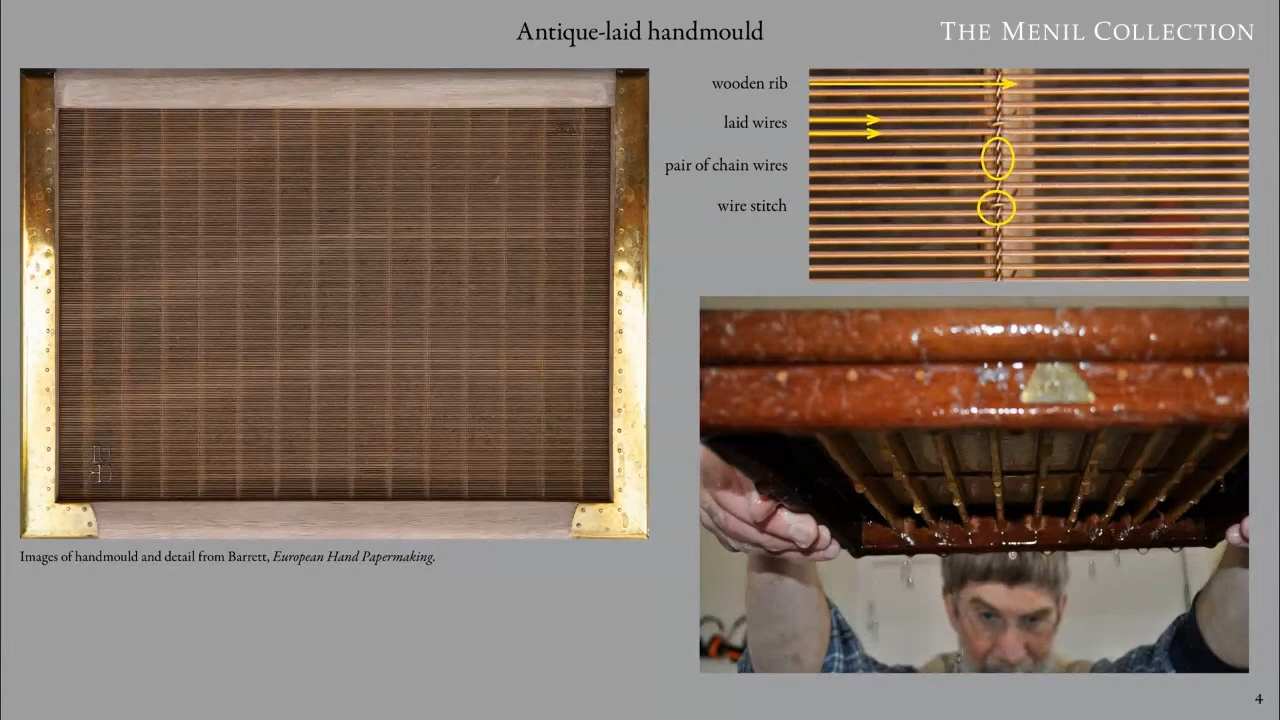 Antique-laid handmould
THE MENIL COLLECTION
wooden rib
laid wires
pair of chain wires
wire stitch
Images of handmould and detail from Barrett, European Hand Papermaking.
4